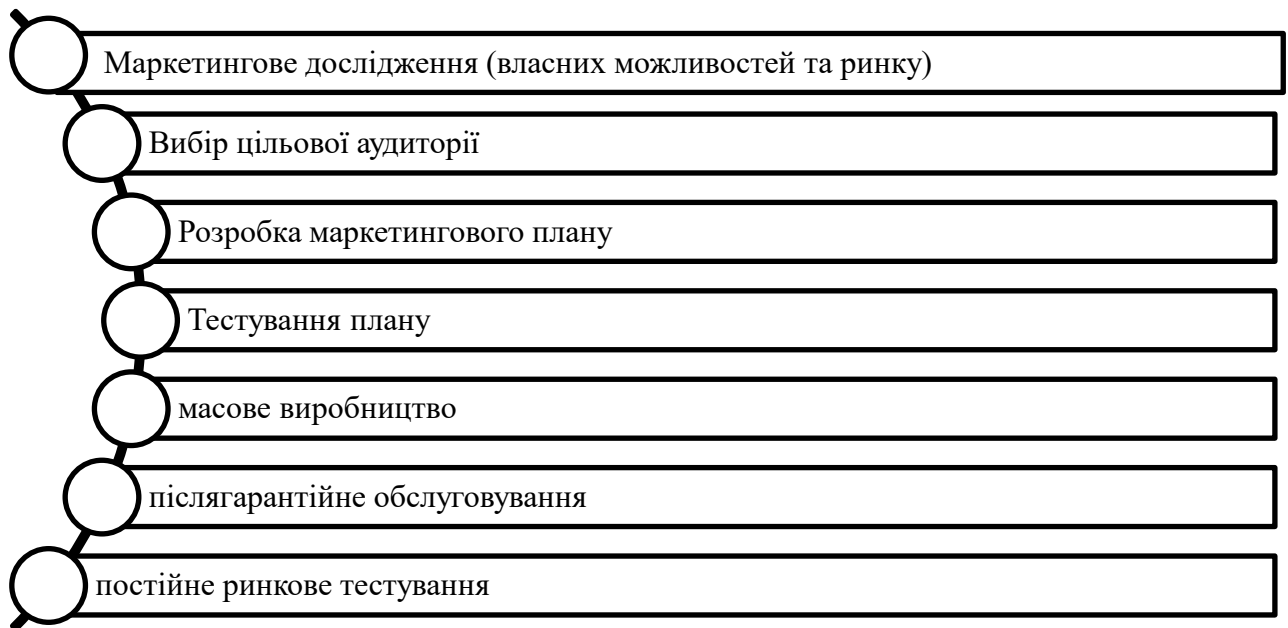 Маркетингове дослідження (власних можливостей та ринку)
Вибір цільової аудиторії
Розробка маркетингового плану
Тестування плану
масове виробництво
післягарантійне обслуговування
постійне ринкове тестування